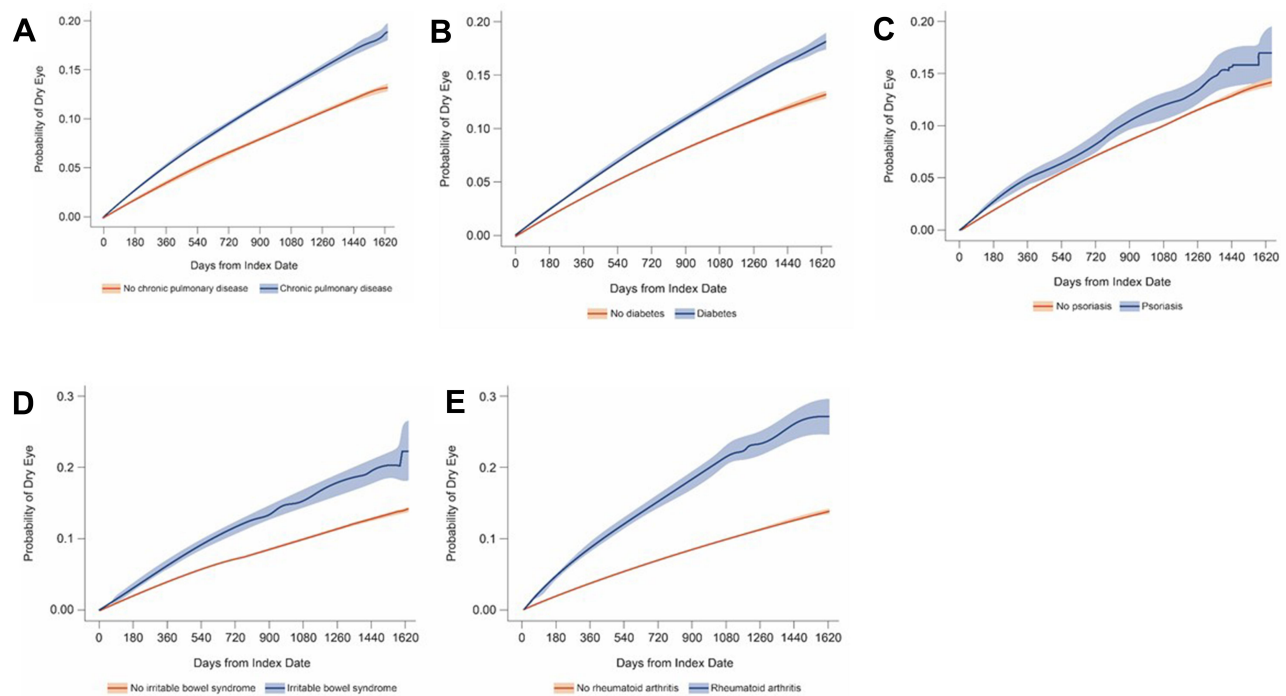 A
Probability of Dry Eye
0.20
0.15
0.10
0.05
0.00
0 180 360 540 720 900 1080 1260 1440 1620
Days from Index Date
No chronic pulmonary disease Chronic pulmonary disease
B
Probability of Dry Eye
0.20
0.15
0.10
0.05
0.00
0 180 360 540 720 900 1080 1260 1440 1620
Days from Index Date
No diabetes Diabetes
C
Probability of Dry Eye
0.20
0.15
0.10
0.05
0.00
0 180 360 540 720 900 1080 1260 1440 1620
Days from Index Date
No psoriasis Psoriasis
D
Probability of Dry Eye
0.3
0.2
0.1
0.00
0 180 360 540 720 900 1080 1260 1440 1620
Days from Index Date
No irritable bowel syndrome Irritable bowel syndrome
E
Probability of Dry Eye
0.3
0.2
0.1
0.00
0 180 360 540 720 900 1080 1260 1440 1620
Days from Index Date
No rheumatoid arthritis Rheumatoid arthritis